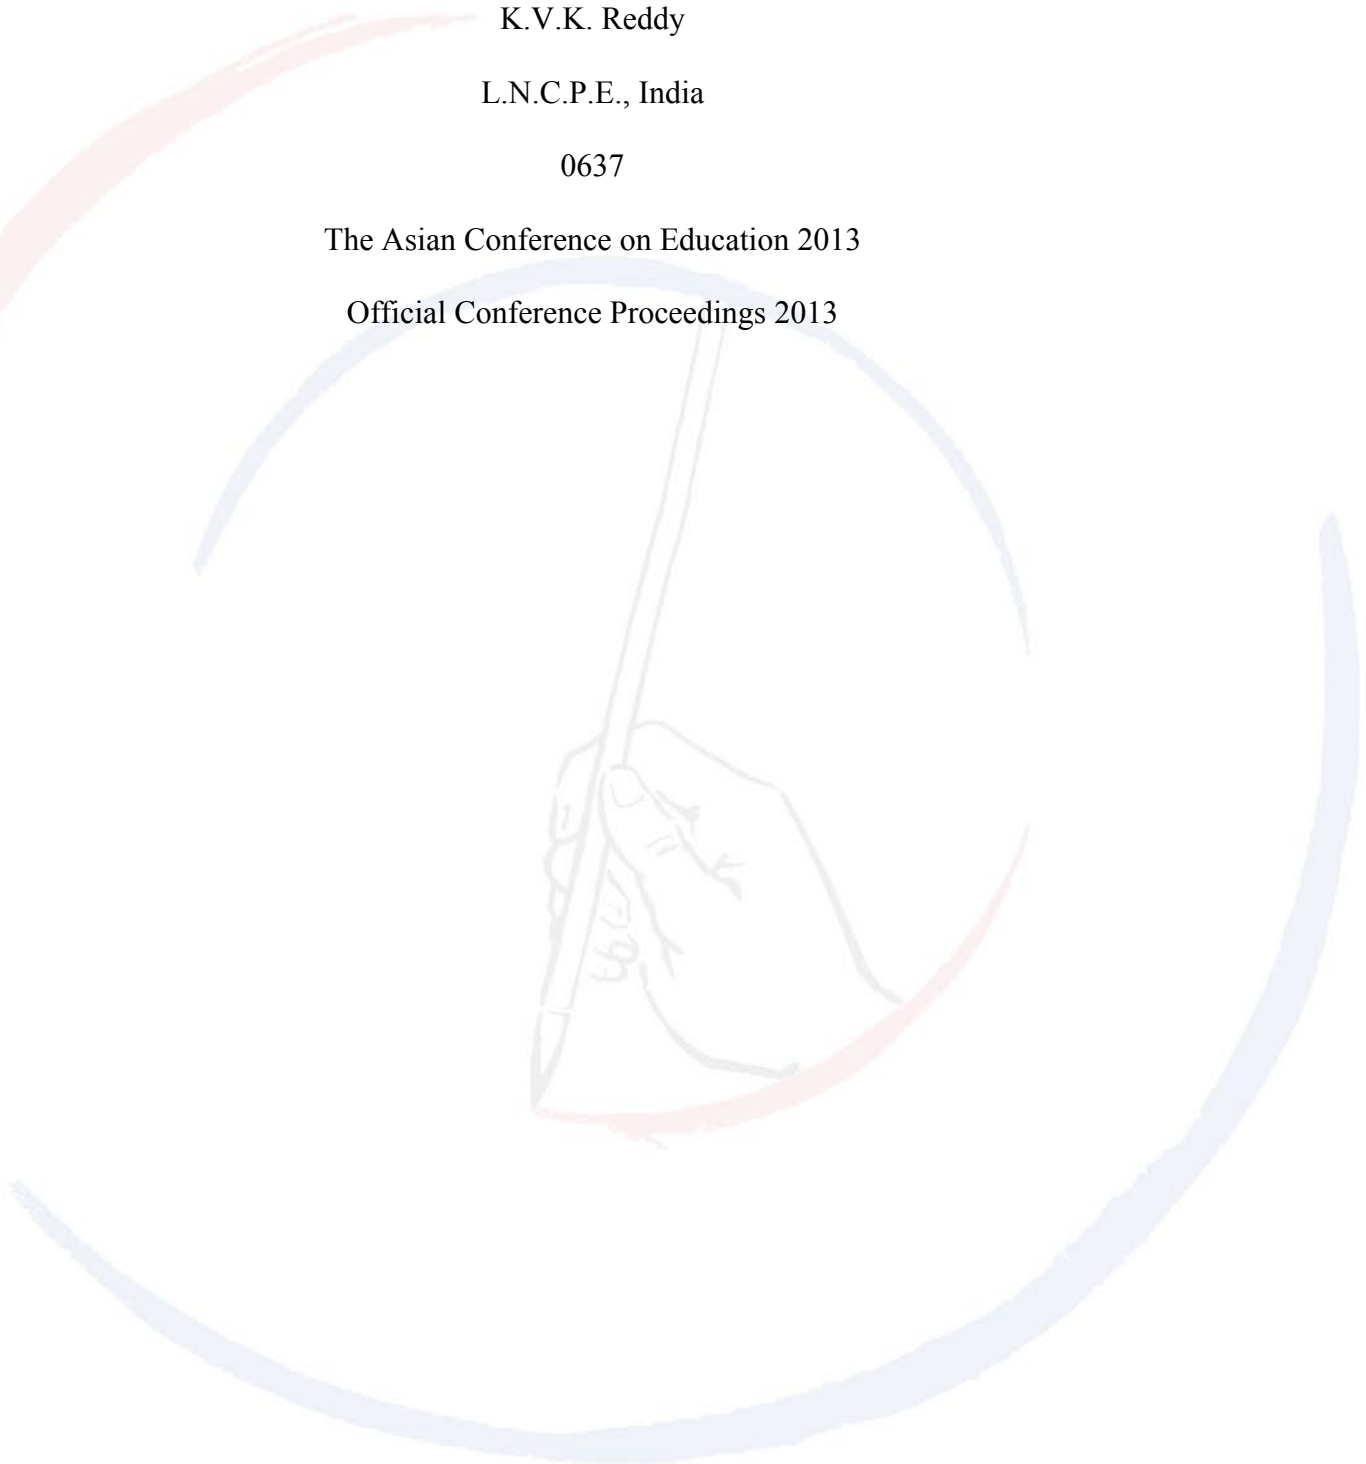 K.V.K. Reddy
L.N.C.P.E., India
0637
The Asian Conference on Education 2013
Official Conference Proceedings 2013